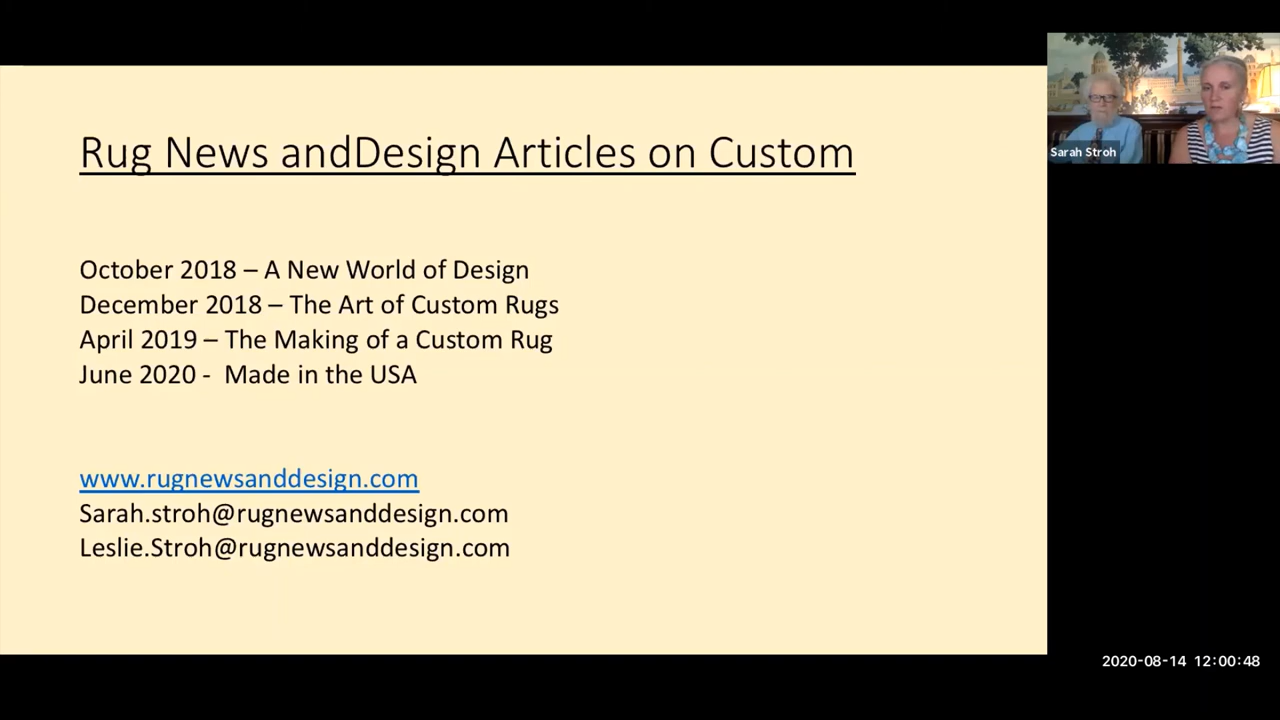 Rug News andDesign Articles on Custom
October 2018 – A New World of Design
December 2018 – The Art of Custom Rugs
April 2019 – The Making of a Custom Rug
June 2020 -  Made in the USA
www.rugnewsanddesign.com
Sarah.stroh@rugnewsanddesign.com
Leslie.Stroh@rugnewsanddesign.com
Sarah Stroh
2020-08-14 12:00:48